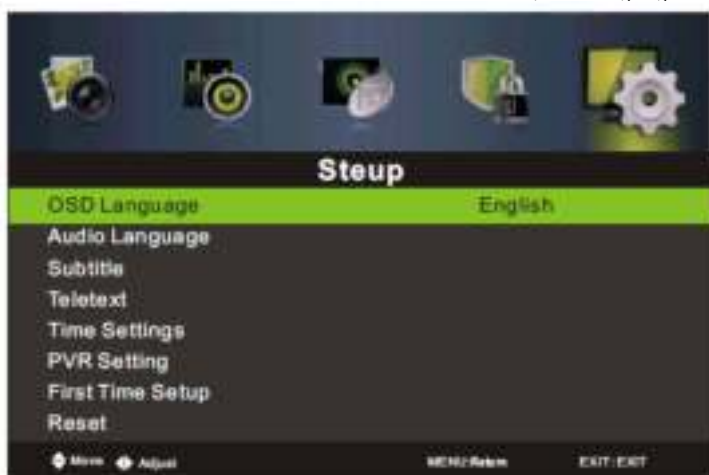 Steup
OSD Language English
Audio Language
Subtitle
Teletext
Time Settings
PVR Setting
First Time Setup
Reset
Move Adjust MENU:Return EXIT:EXIT